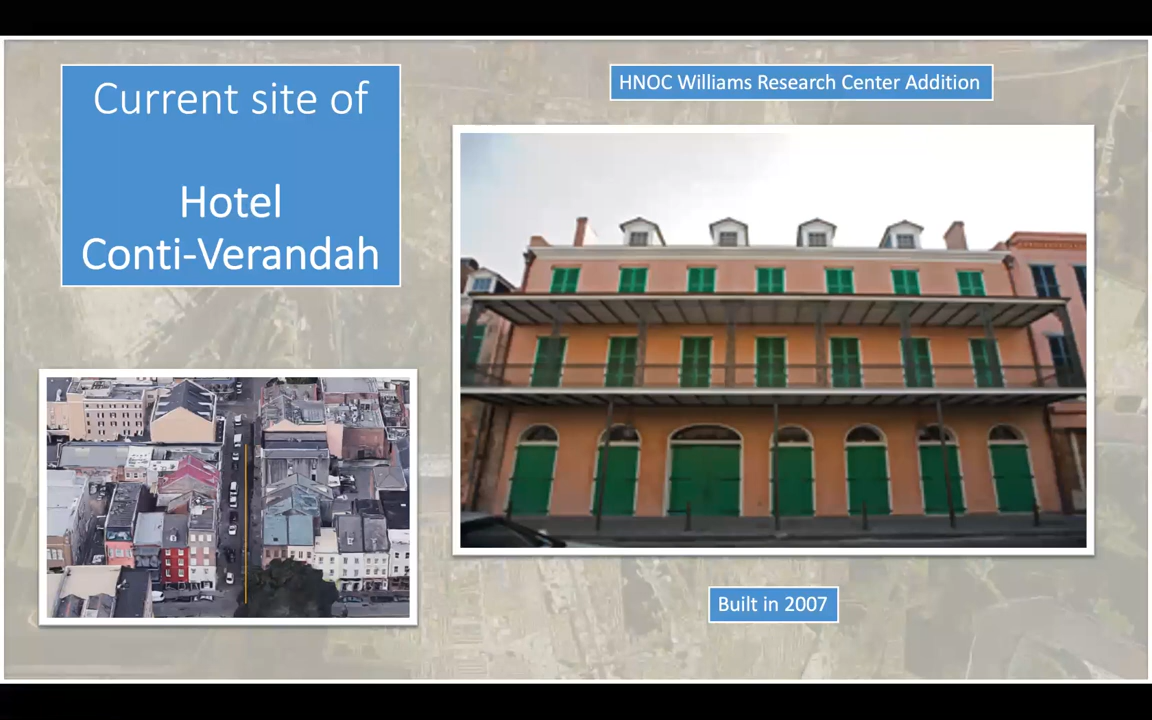 Current site of
Hotel
Conti-Verandah
HNOC Williams Research Center Addition
Built in 2007